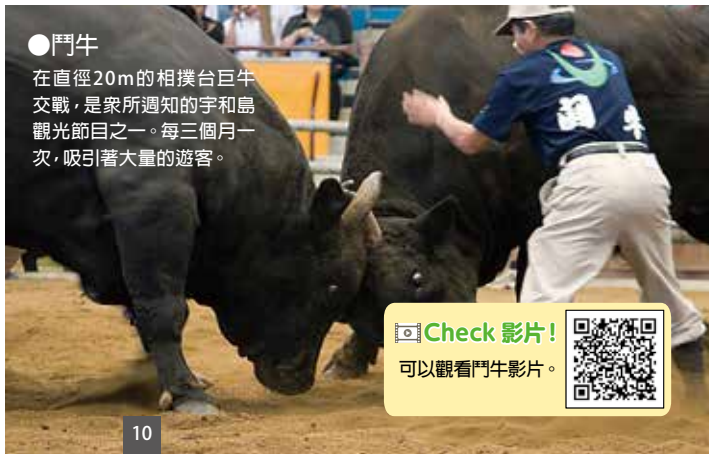 ●鬥牛
在直徑20m的相撲台巨牛
交戰，是衆所週知的宇和島
觀光節目之一。每三個月一
次，吸引著大量的遊客。
鬪牛
Check 影片！
可以觀看鬥牛影片。
10